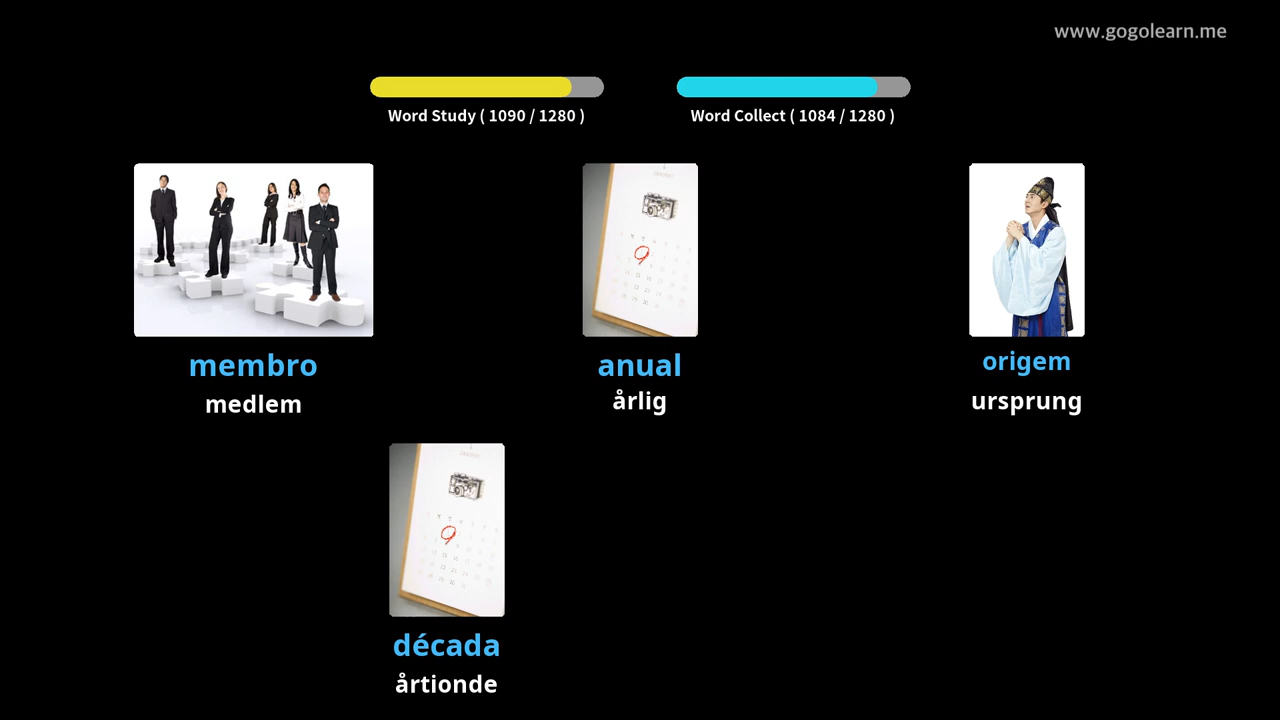 www.gogolearn.me
Word Study ( 1090 / 1280 )
Word Collect ( 1084 / 1280 )
membro
medlem
anual
årlig
origem
ursprung
década
årtionde